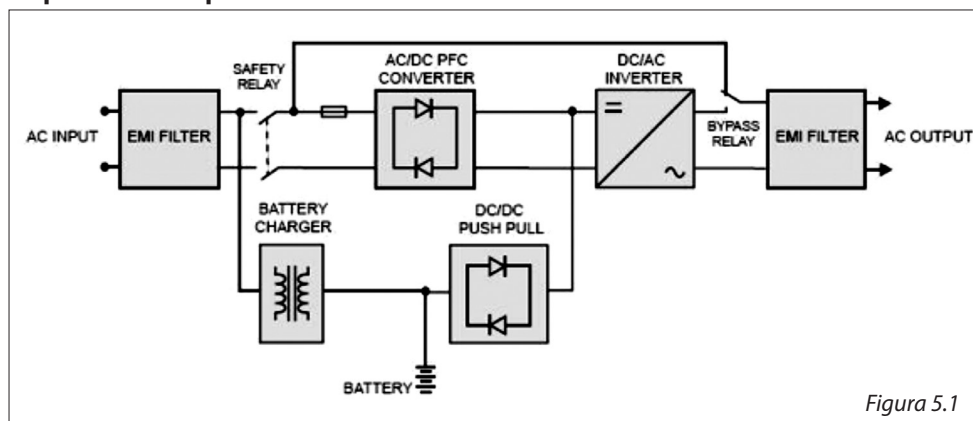 SAFETY
RELAY
AC/DC PFC
CONVERTER
DC/AC
INVERTER
AC INPUT
EMI FILTER
BYPASS
RELAY
EMI FILTER
AC OUTPUT
BATTERY
CHARGER
DC/DC
PUSH PULL
BATTERY
Figura 5.1